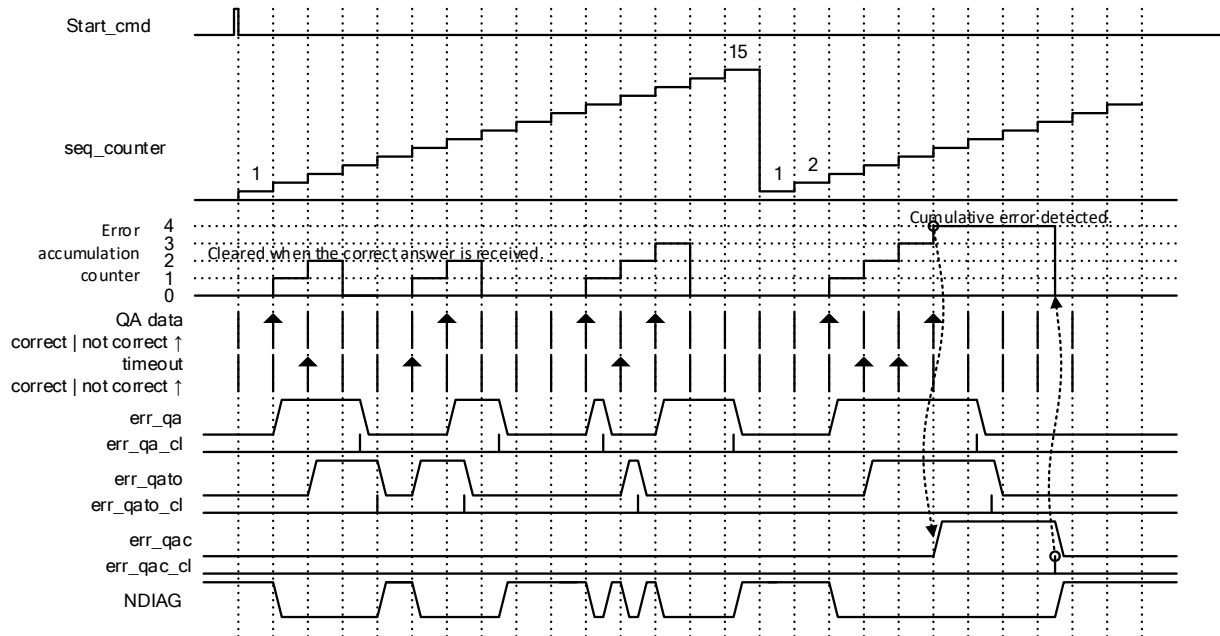 Start_cmd
15
seq_counter
1
1
2
Error
accumulation
counter
4
3
2
1
0
Cumulative error detected.
Cleared when the correct answer is received.
QA data
correct | not correct ↑
timeout
correct | not correct ↑
err_qa
err_qa_cl
err_qato
err_qato_cl
err_qac
err_qac_cl
NDIAG